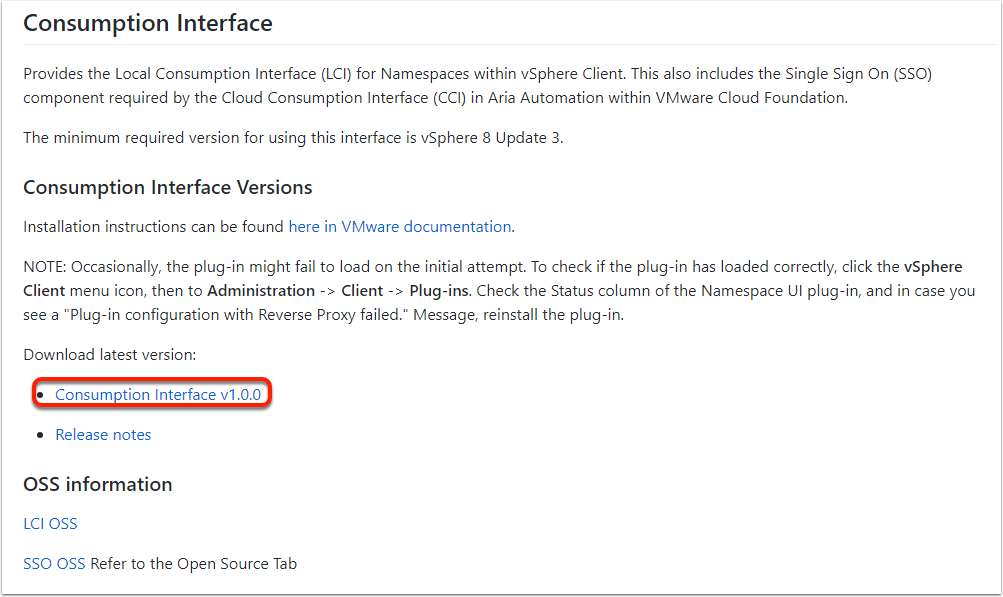 Consumption Interface
Provides the Local Consumption Interface (LCI) for Namespaces within vSphere Client. This also includes the Single Sign On (SSO)
component required by the Cloud Consumption Interface (CCI) in Aria Automation within VMware Cloud Foundation.
The minimum required version for using this interface is vSphere 8 Update 3.
Consumption Interface Versions
Installation instructions can be found here in VMware documentation.
NOTE: Occasionally, the plug-in might fail to load on the initial attempt. To check if the plug-in has loaded correctly, click the vSphere
Client menu icon, then to Administration -> Client -> Plug-ins. Check the Status column of the Namespace UI plug-in, and in case you
see a "Plug-in configuration with Reverse Proxy failed." Message, reinstall the plug-in.
Download latest version:
• Consumption Interface v1.0.0
• Release notes
OSS information
LCI OSS
SSO OSS Refer to the Open Source Tab